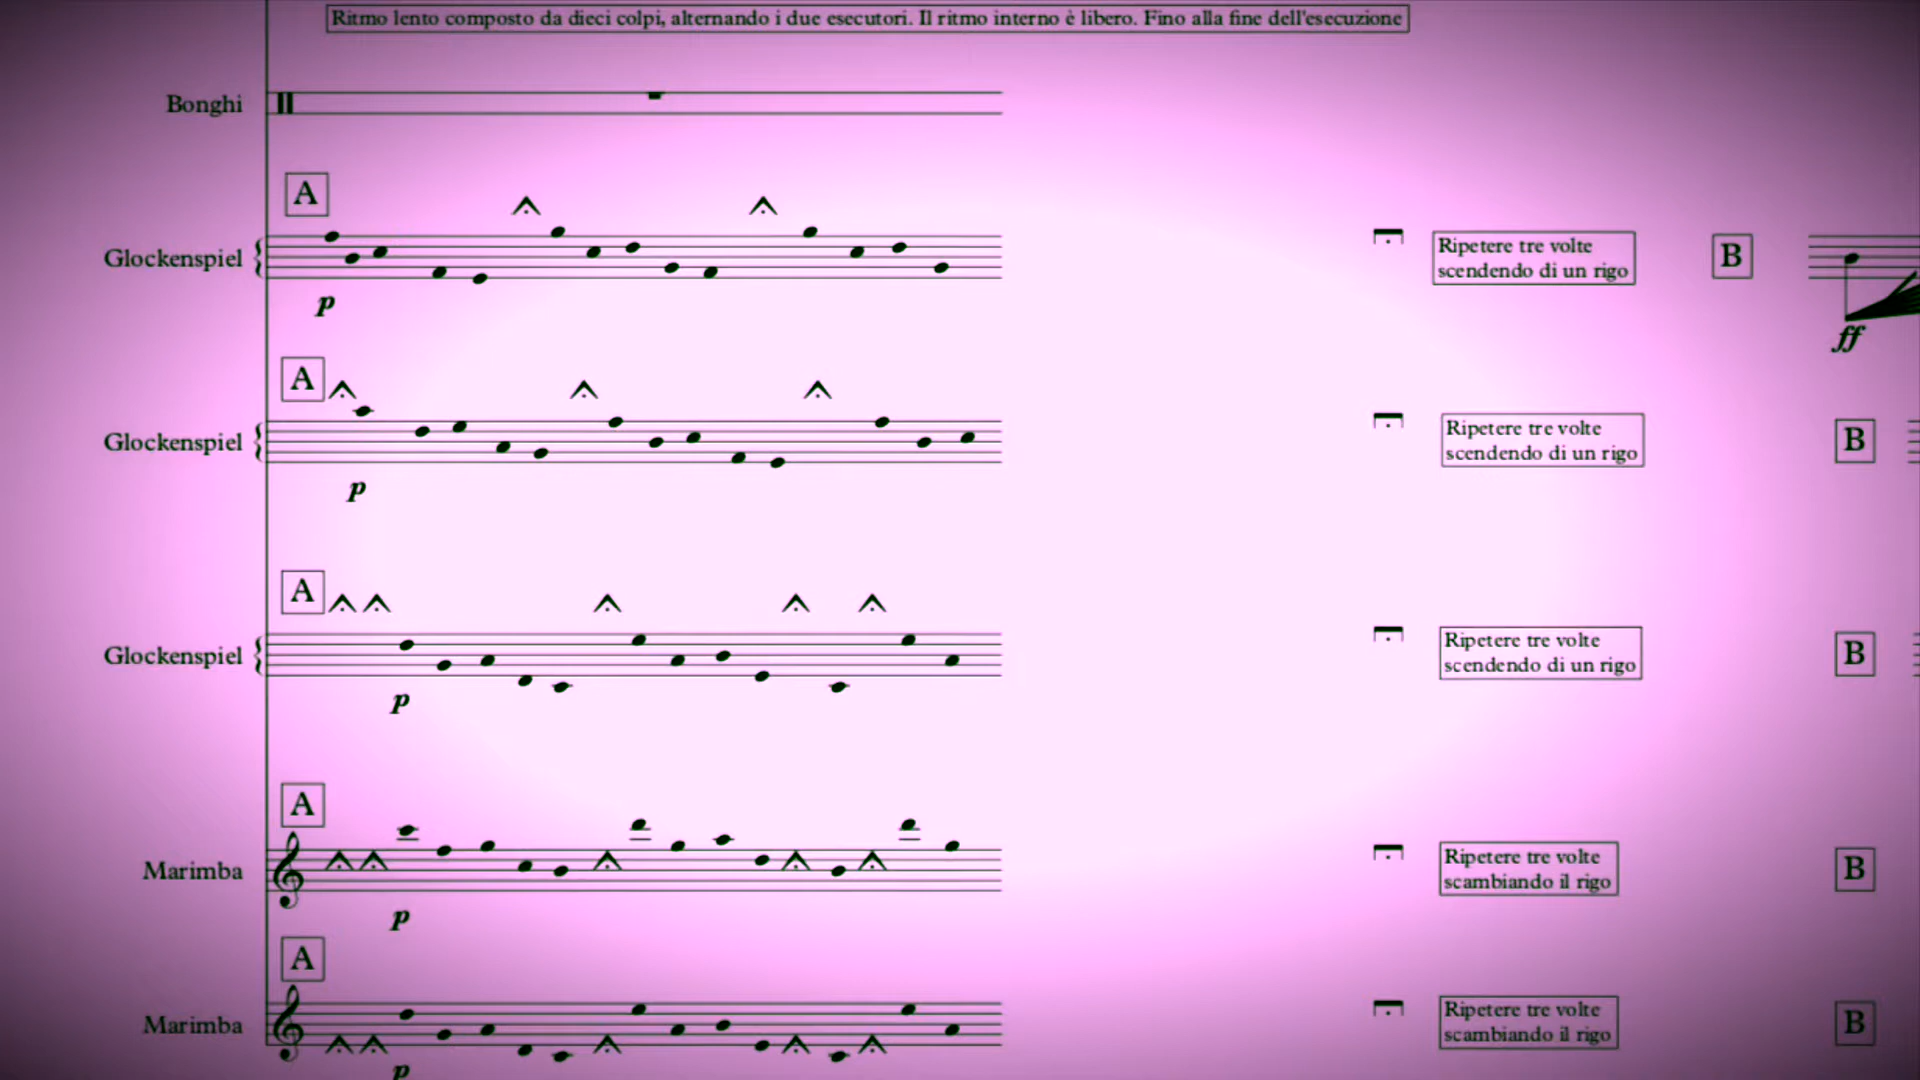 Ritmo lento composto da dieci colpi, alternando i due esecutori. Il ritmo interno è libero. Fino alla fine dell'esecuzione
Bonghi
A
Glockenspiel
p
Ripetere tre volte
scendendo di un rigo
B
ff
A
Glockenspiel
p
Ripetere tre volte
scendendo di un rigo
B
A
Glockenspiel
p
Ripetere tre volte
scendendo di un rigo
B
A
Marimba
p
Ripetere tre volte
scambiando il rigo
B
A
Marimba
p
Ripetere tre volte
scambiando il rigo
B